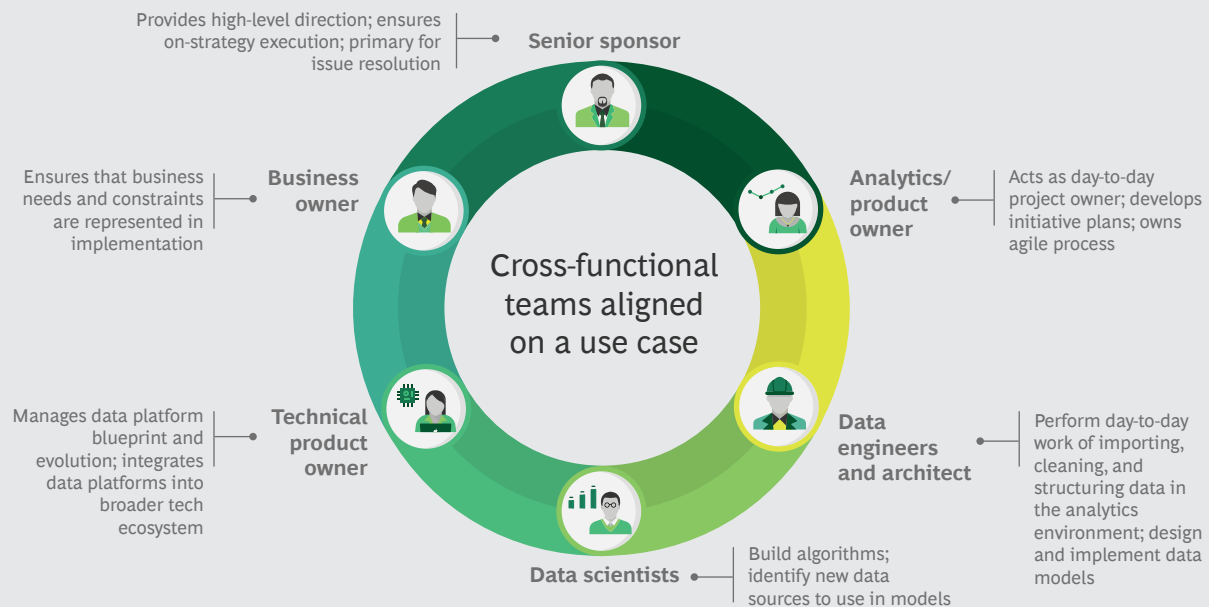 Provides high-level direction; ensures
on-strategy execution; primary for
issue resolution
Senior sponsor
Ensures that business
needs and constraints
are represented in
implementation
Business
owner
Analytics/
product
owner
Acts as day-to-day
project owner; develops
initiative plans; owns
agile process
Cross-functional
teams aligned
on a use case
Manages data platform
blueprint and
evolution; integrates
data platforms into
broader tech
ecosystem
Technical
product
owner
Data
engineers
and architect
Perform day-to-day
work of importing,
cleaning, and
structuring data in
the analytics
environment; design
and implement data
models
Data scientists
Build algorithms;
identify new data
sources to use in models